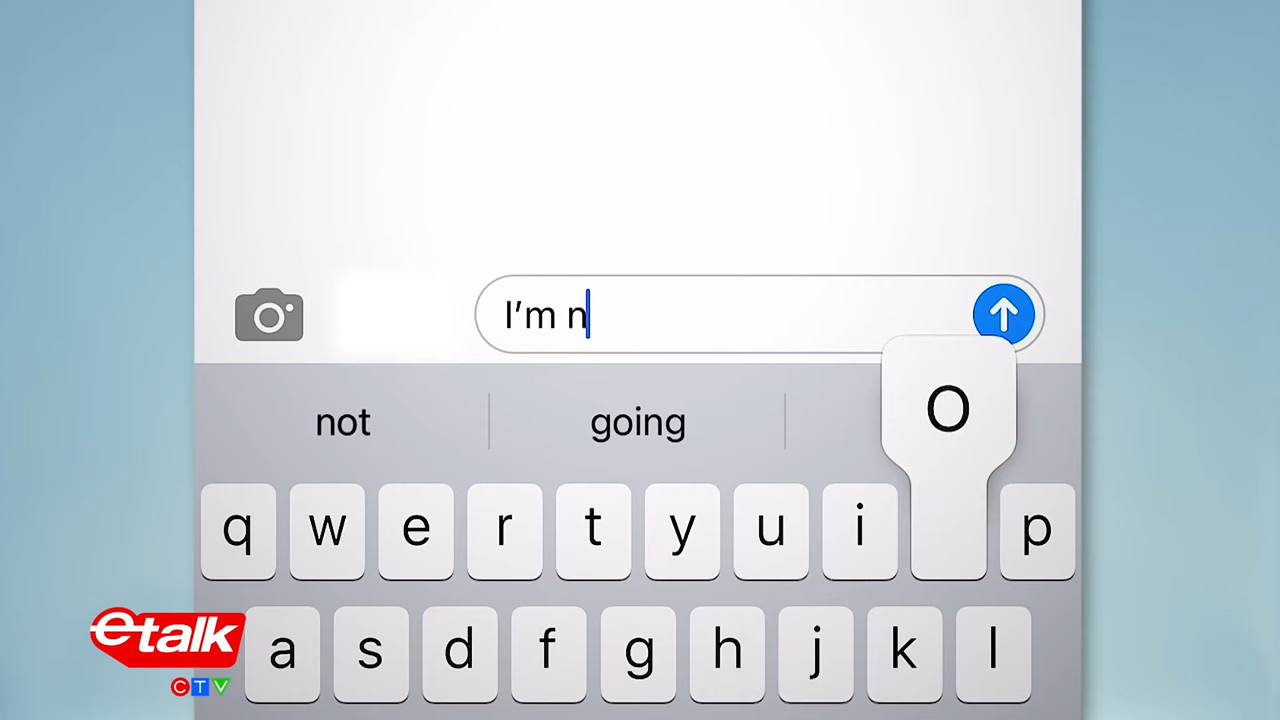 I'm n
not going
O
q w e r t y u i p
a s d f g h j k l
etalk
CTV